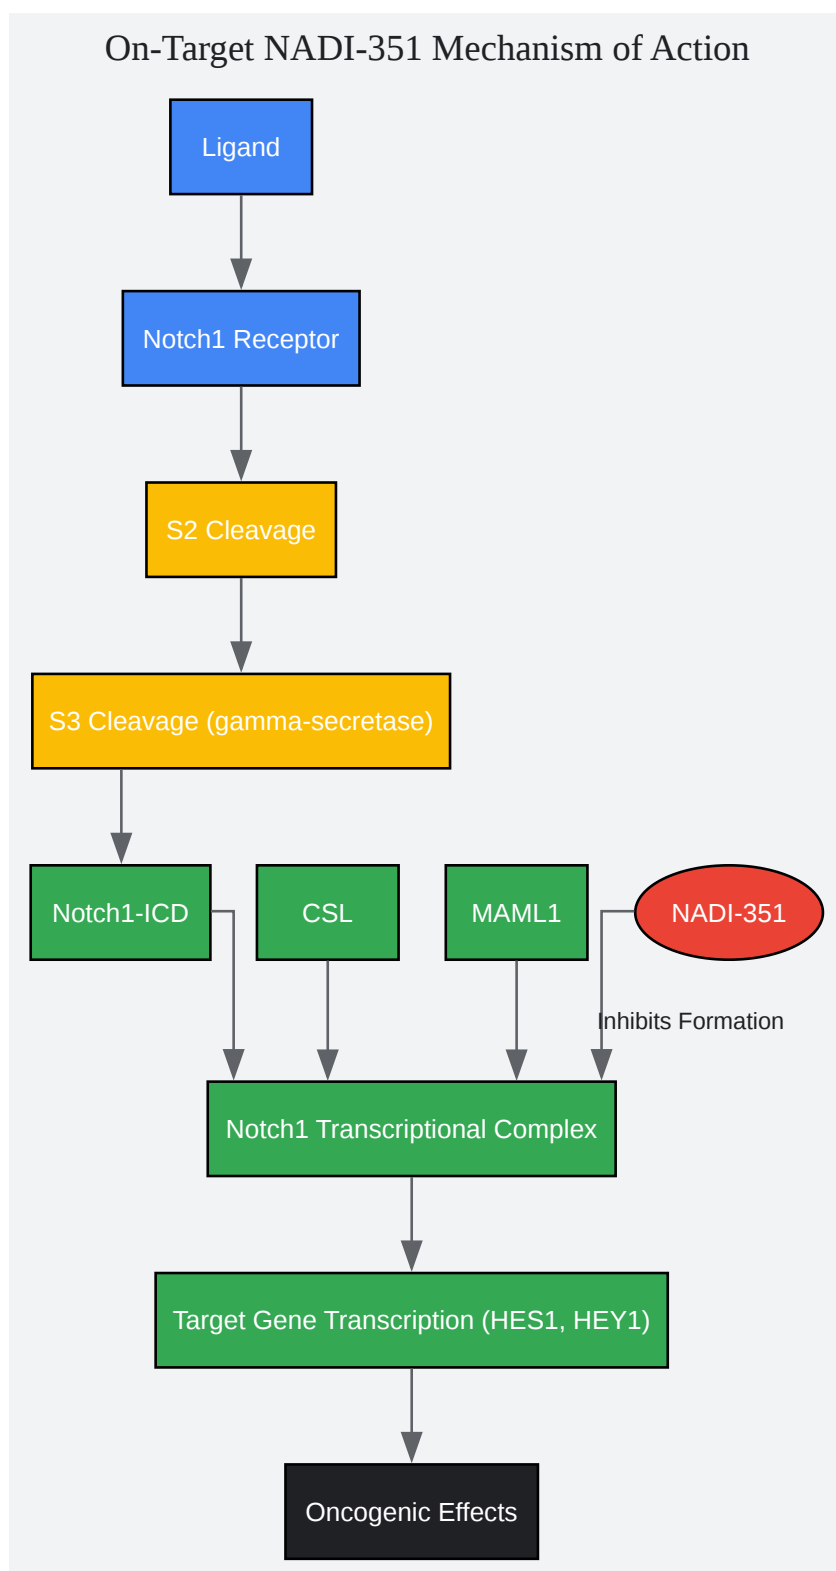 On-Target NADI-351 Mechanism of Action
Ligand
Notch1 Receptor
S2 Cleavage
S3 Cleavage (gamma-secretase)
Notch1-ICD
CSL
MAML1
NADI-351
Inhibits Formation
Notch1 Transcriptional Complex
Target Gene Transcription (HES1, HEY1)
Oncogenic Effects